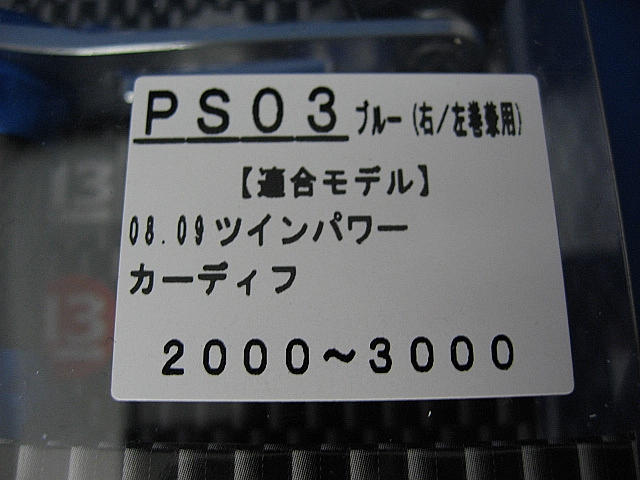 PS03 ブルー(右/左巻兼用)
【適合モデル】
08.09ツインパワー
カーディフ
2000~3000